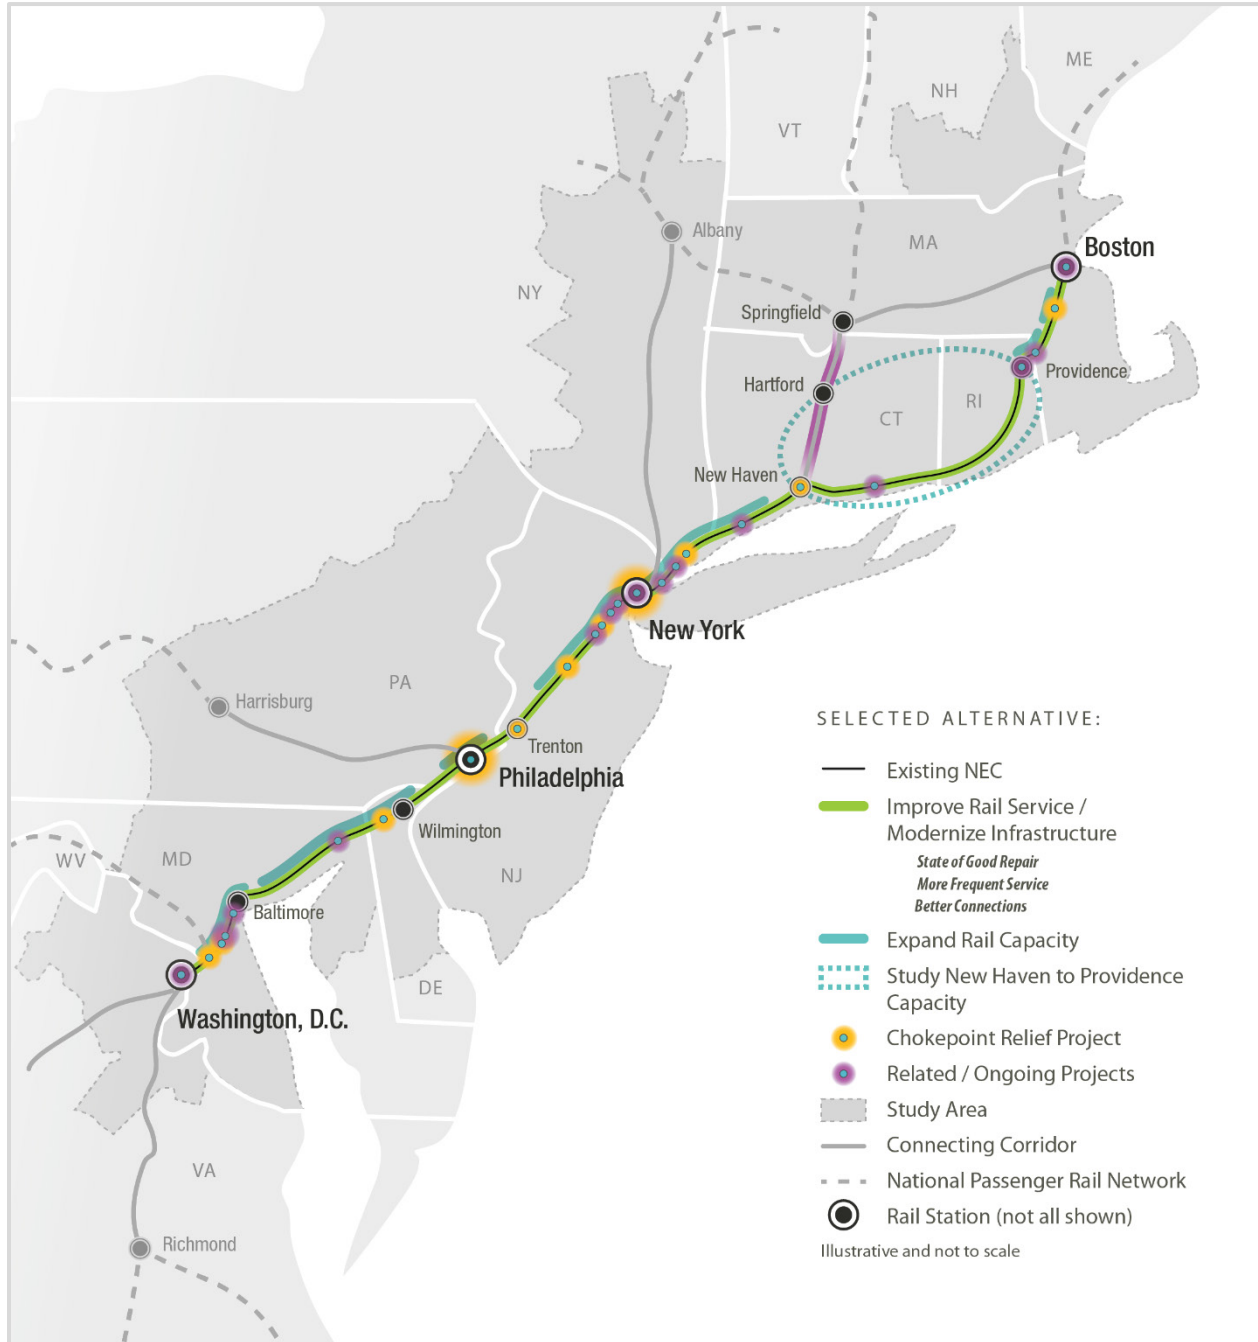 ME
NH
VT
Albany
MA
Boston
NY
Springfield
Hartford
Providence
CT
RI
New Haven
New York
PA
Harrisburg
Trenton
Philadelphia
Wilmington
WV
MD
NJ
Baltimore
DE
Washington, D.C.
VA
Richmond
SELECTED ALTERNATIVE:
Existing NEC
Improve Rail Service /
Modernize Infrastructure
State of Good Repair
More Frequent Service
Better Connections
Expand Rail Capacity
Study New Haven to Providence
Capacity
Chokepoint Relief Project
Related / Ongoing Projects
Study Area
Connecting Corridor
National Passenger Rail Network
Rail Station (not all shown)
Illustrative and not to scale